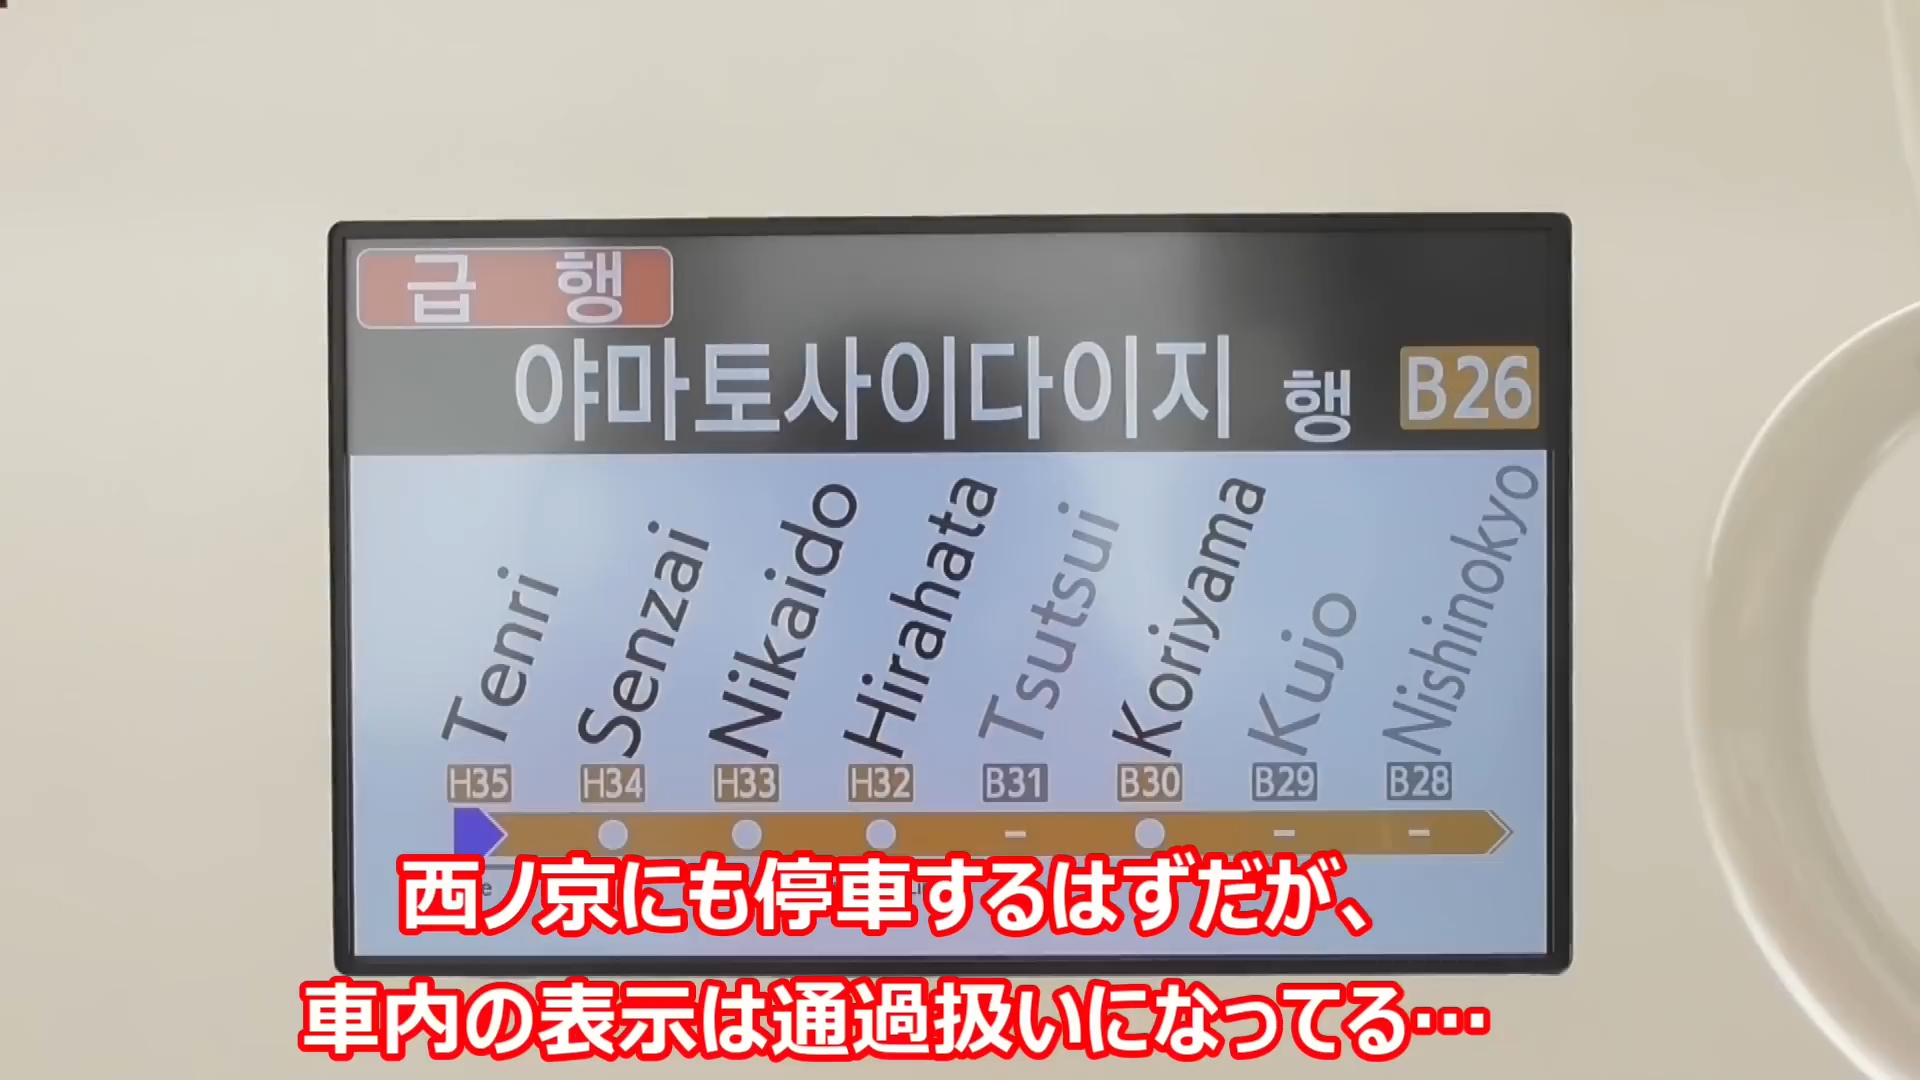 급 행
야마토사이다이지 행 B26
Tenri Senzai Nikaido Hirahata Tsutsui Koriyama Kujo Nishinokyo
H35 H34 H33 H32 B31 B30 B29 B28
西ノ京にも停車するはずだが、
車内の表示は通過扱いになってる…